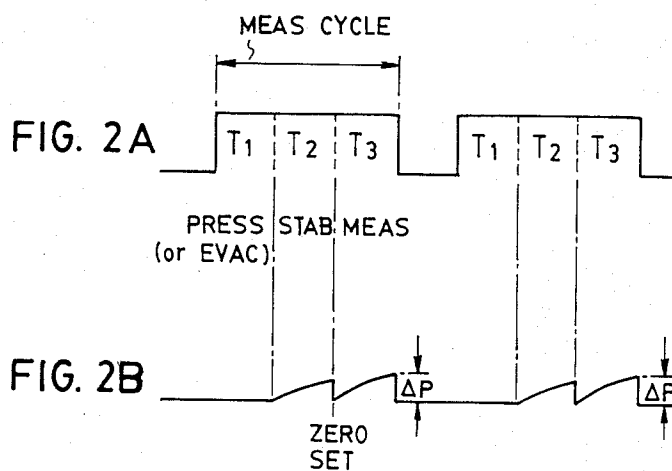 MEAS CYCLE
FIG. 2A
T1 T2 T3 T1 T2 T3
PRESS STAB MEAS
(or EVAC)
FIG. 2B
ΔP ΔP
ZERO
SET